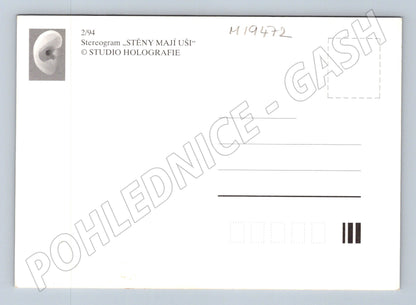 2/94
Stereogram „STĚNY MAJÍ UŠI“
© STUDIO HOLOGRAFIE
M19472
POHLEDNICE - GASH